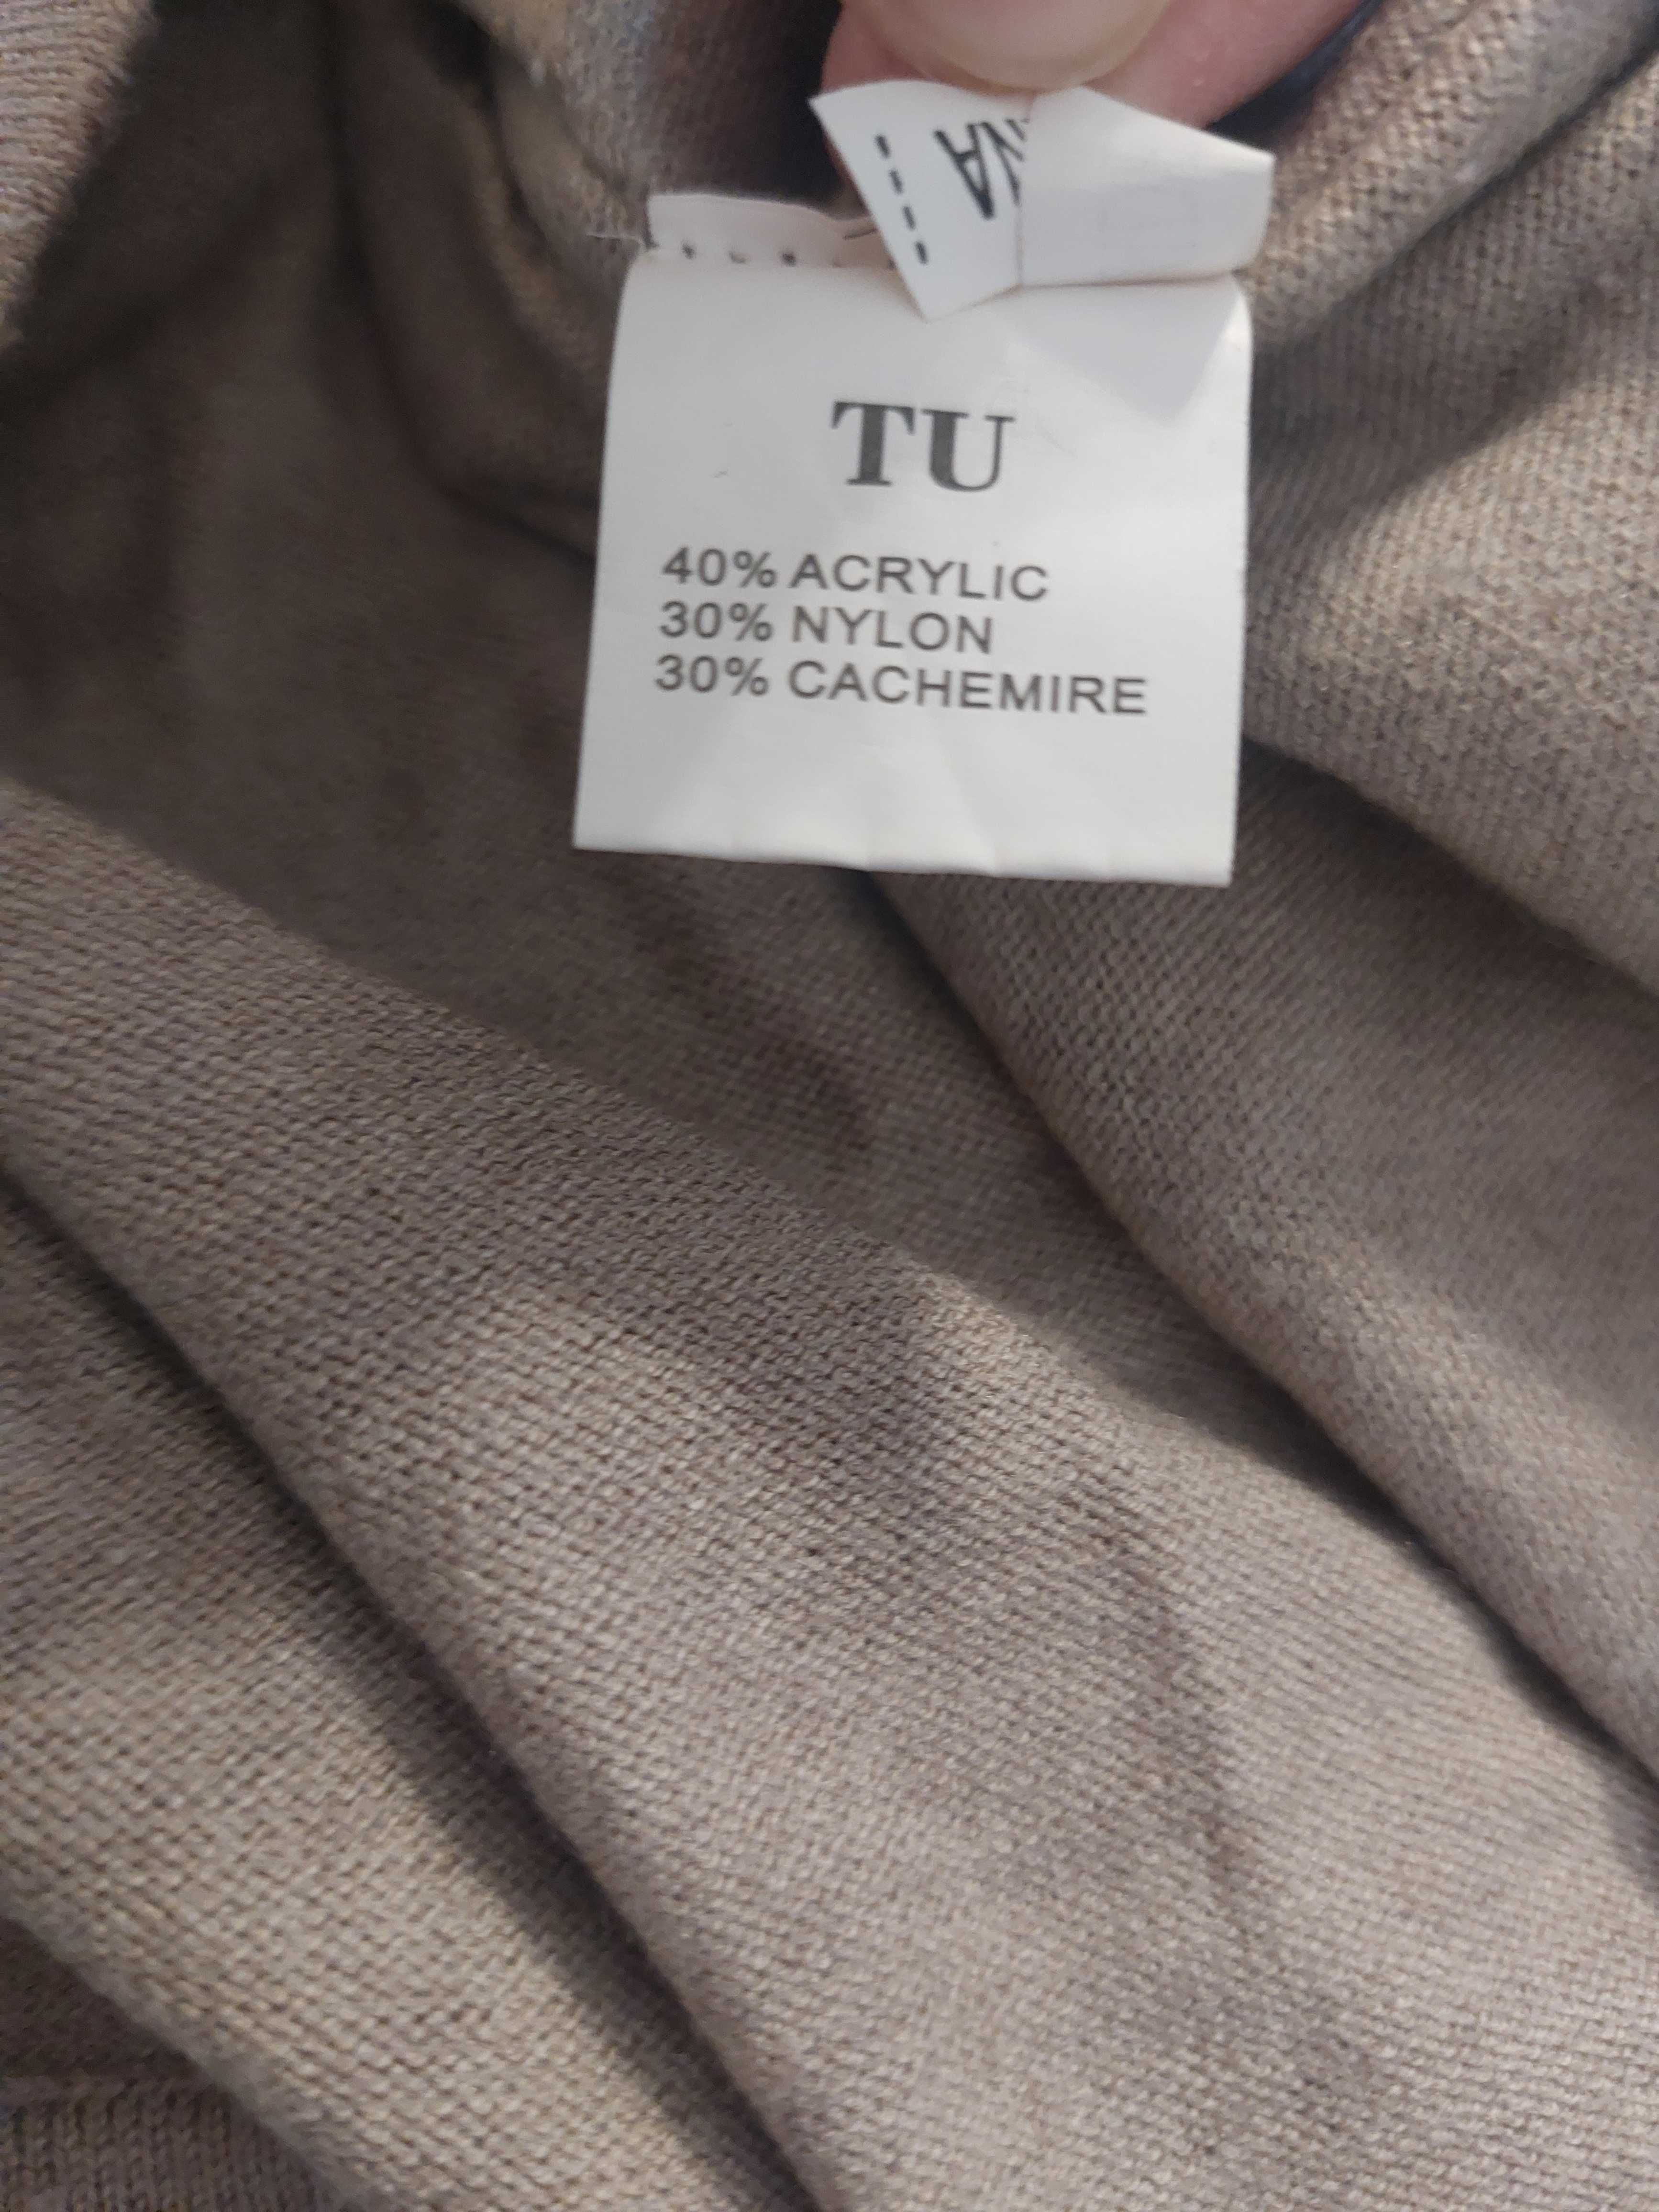 TU
40% ACRYLIC
30% NYLON
30% CACHEMIRE